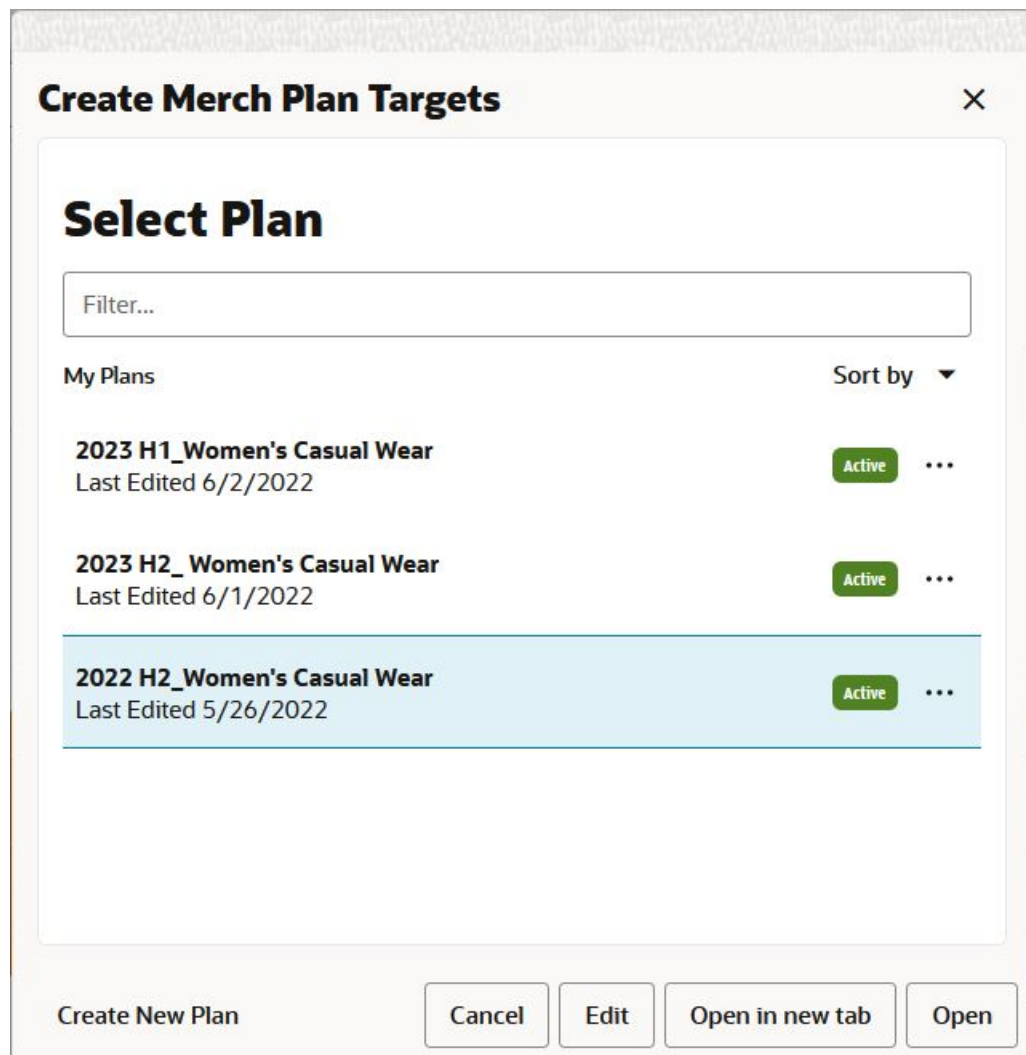 Create Merch Plan Targets
Select Plan
Filter...
My Plans
Sort by
2023 H1_Women's Casual Wear
Last Edited 6/2/2022
Active
2023 H2_ Women's Casual Wear
Last Edited 6/1/2022
Active
2022 H2_Women's Casual Wear
Last Edited 5/26/2022
Active
Create New Plan
Cancel
Edit
Open in new tab
Open